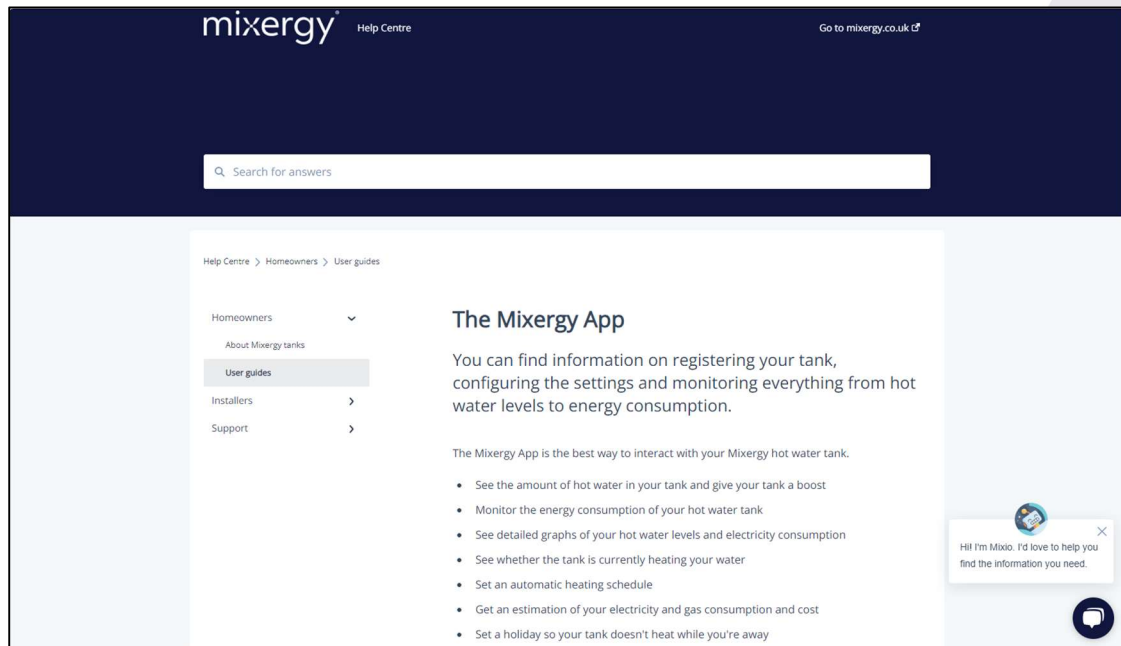 mixergy® Help Centre Go to mixergy.co.uk
Search for answers
Help Centre > Homeowners > User guides
Homeowners
About Mixergy tanks
User guides
Installers
Support
The Mixergy App
You can find information on registering your tank,
configuring the settings and monitoring everything from hot
water levels to energy consumption.
The Mixergy App is the best way to interact with your Mixergy hot water tank.
• See the amount of hot water in your tank and give your tank a boost
• Monitor the energy consumption of your hot water tank
• See detailed graphs of your hot water levels and electricity consumption
• See whether the tank is currently heating your water
• Set an automatic heating schedule
• Get an estimation of your electricity and gas consumption and cost
• Set a holiday so your tank doesn't heat while you're away
Hi! I'm Mixio. I'd love to help you
find the information you need.